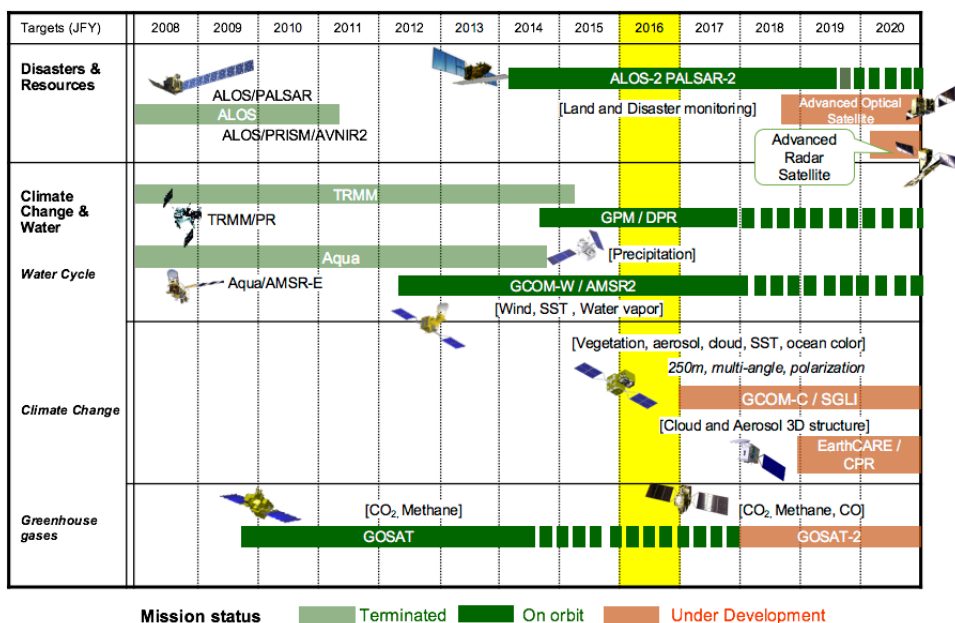 Targets (JFY) 2008 2009 2010 2011 2012 2013 2014 2015 2016 2017 2018 2019 2020
Disasters &
Resources
ALOS-2 PALSAR-2
ALOS/PALSAR
[Land and Disaster monitoring]
Advanced Optical
Satellite
ALOS
ALOS/PRISM/AVNIR2
Advanced
Radar
Satellite
Climate
Change &
Water
TRMM
TRMM/PR
GPM / DPR
Aqua
[Precipitation]
Water Cycle
Aqua/AMSR-E
GCOM-W / AMSR2
[Wind, SST , Water vapor]
[Vegetation, aerosol, cloud, SST, ocean color]
250m, multi-angle, polarization
GCOM-C / SGLI
Climate Change
[Cloud and Aerosol 3D structure]
EarthCARE /
CPR
Greenhouse
gases
[CO2, Methane]
[CO2, Methane, CO]
GOSAT
GOSAT-2
Mission status Terminated On orbit Under Development